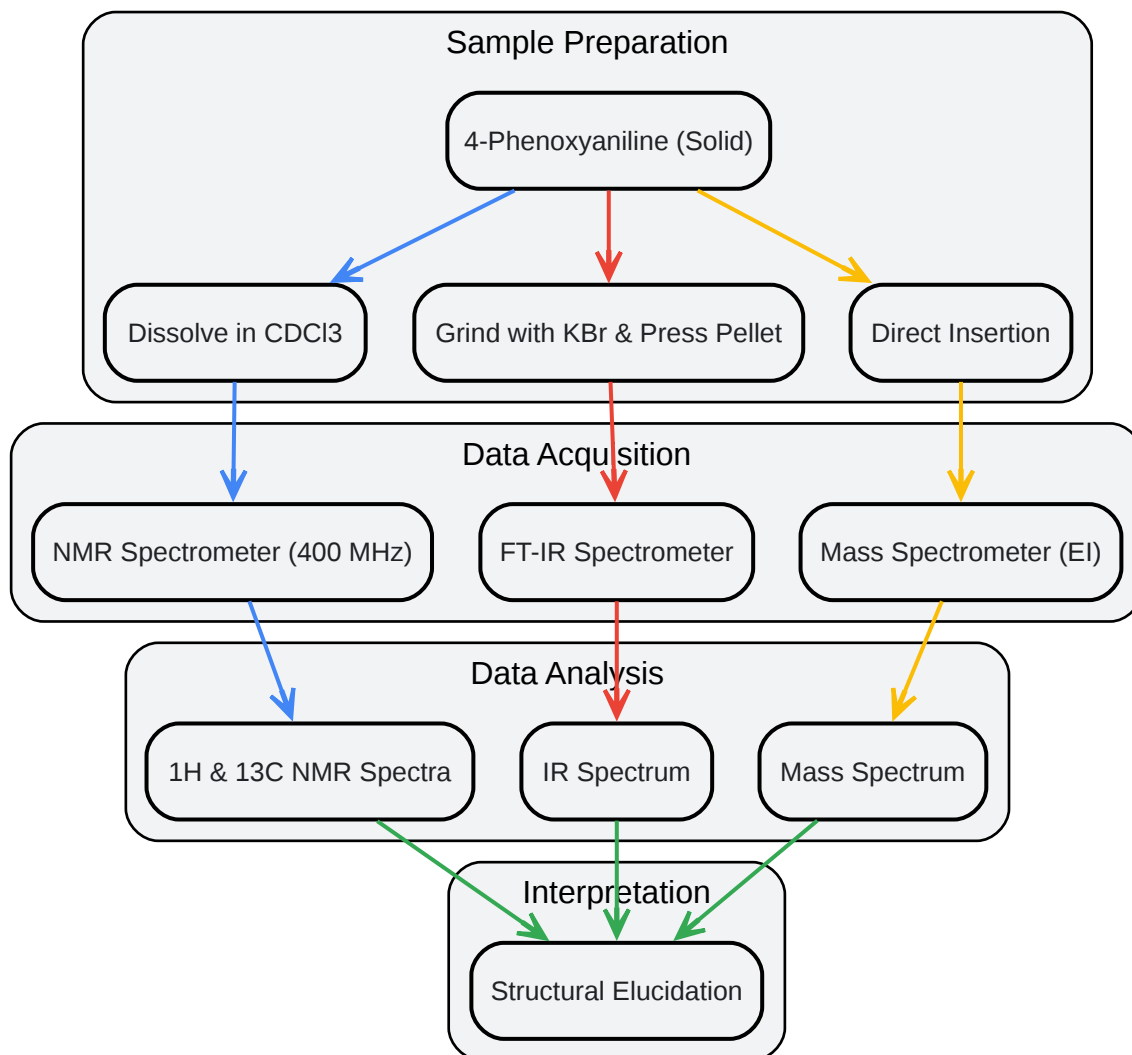 Sample Preparation
4-Phenoxyaniline (Solid)
Dissolve in CDCl3
Grind with KBr & Press Pellet
Direct Insertion
Data Acquisition
NMR Spectrometer (400 MHz)
FT-IR Spectrometer
Mass Spectrometer (EI)
Data Analysis
1H & 13C NMR Spectra
IR Spectrum
Mass Spectrum
Interpretation
Structural Elucidation